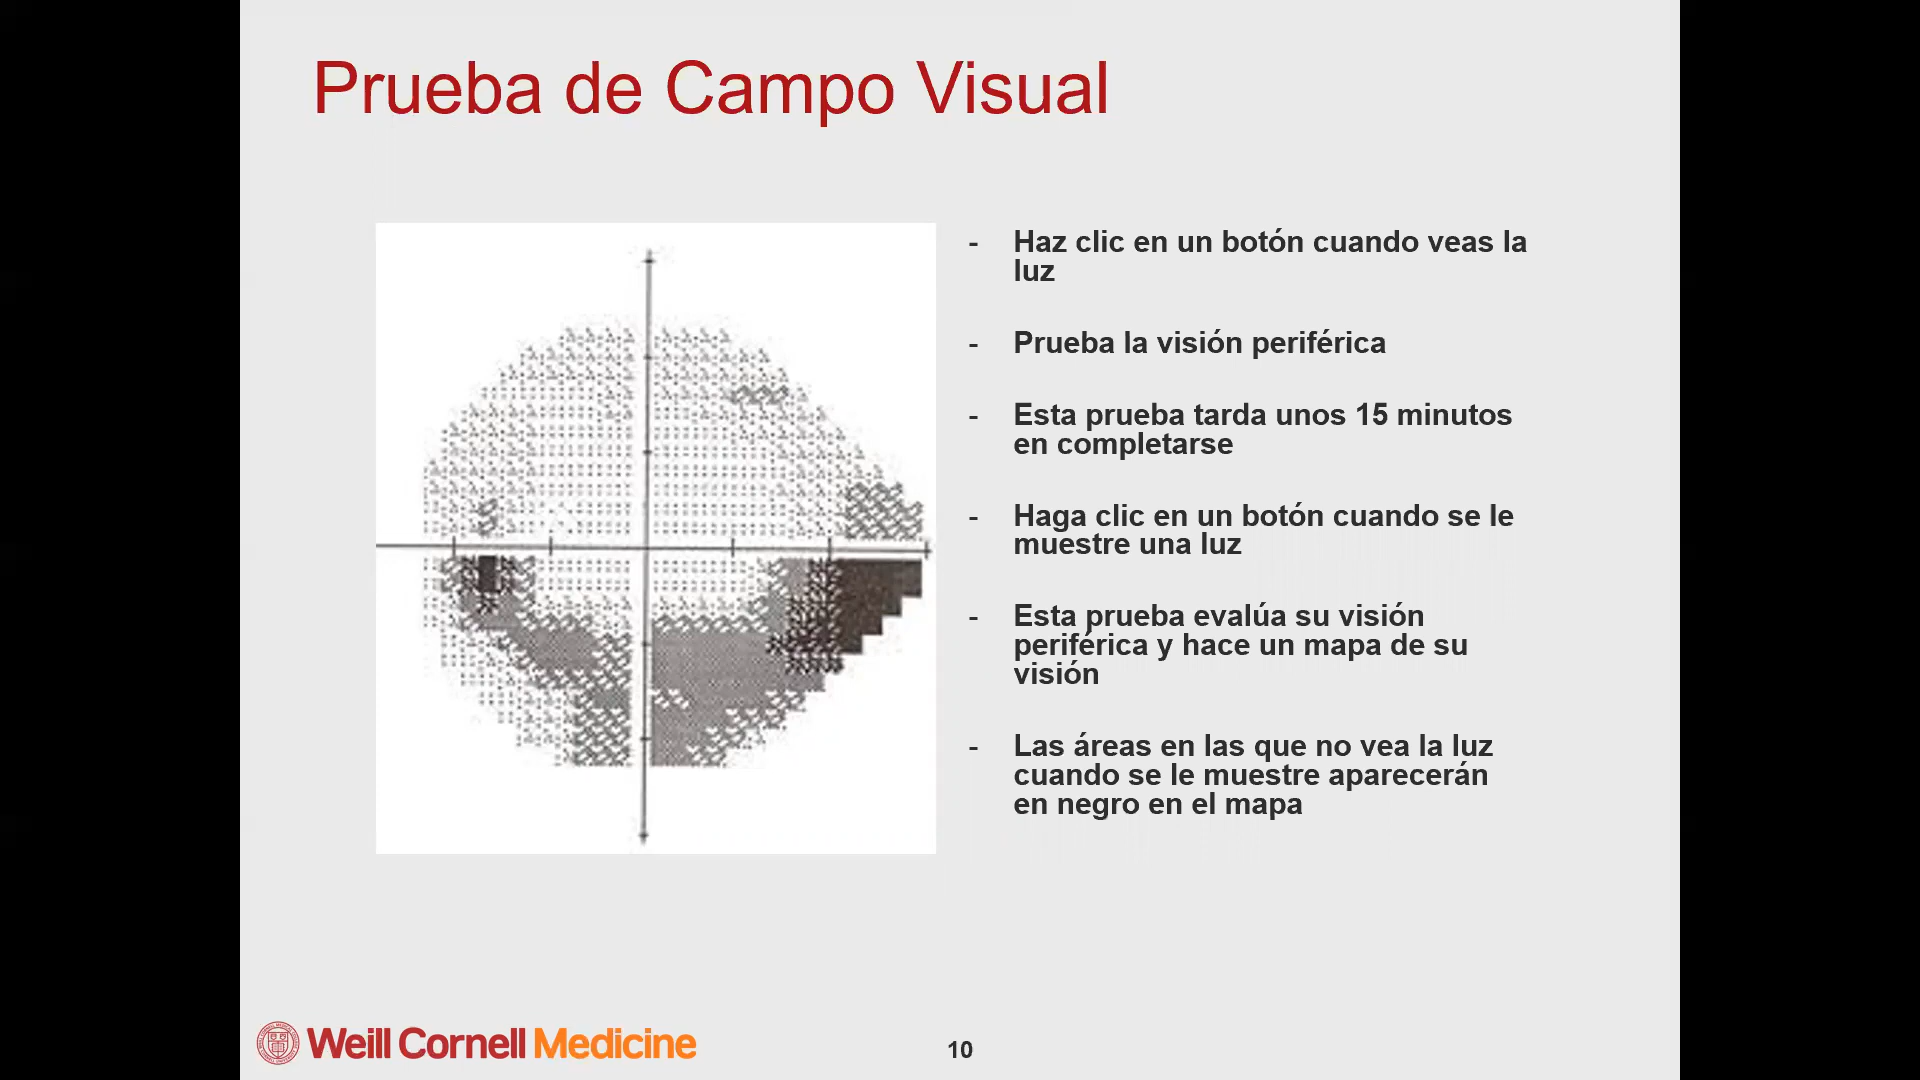 Prueba de Campo Visual
- Haz clic en un botón cuando veas la
luz
- Prueba la visión periférica
- Esta prueba tarda unos 15 minutos
en completarse
- Haga clic en un botón cuando se le
muestre una luz
- Esta prueba evalúa su visión
periférica y hace un mapa de su
visión
- Las áreas en las que no vea la luz
cuando se le muestre aparecerán
en negro en el mapa
Weill Cornell Medicine
10